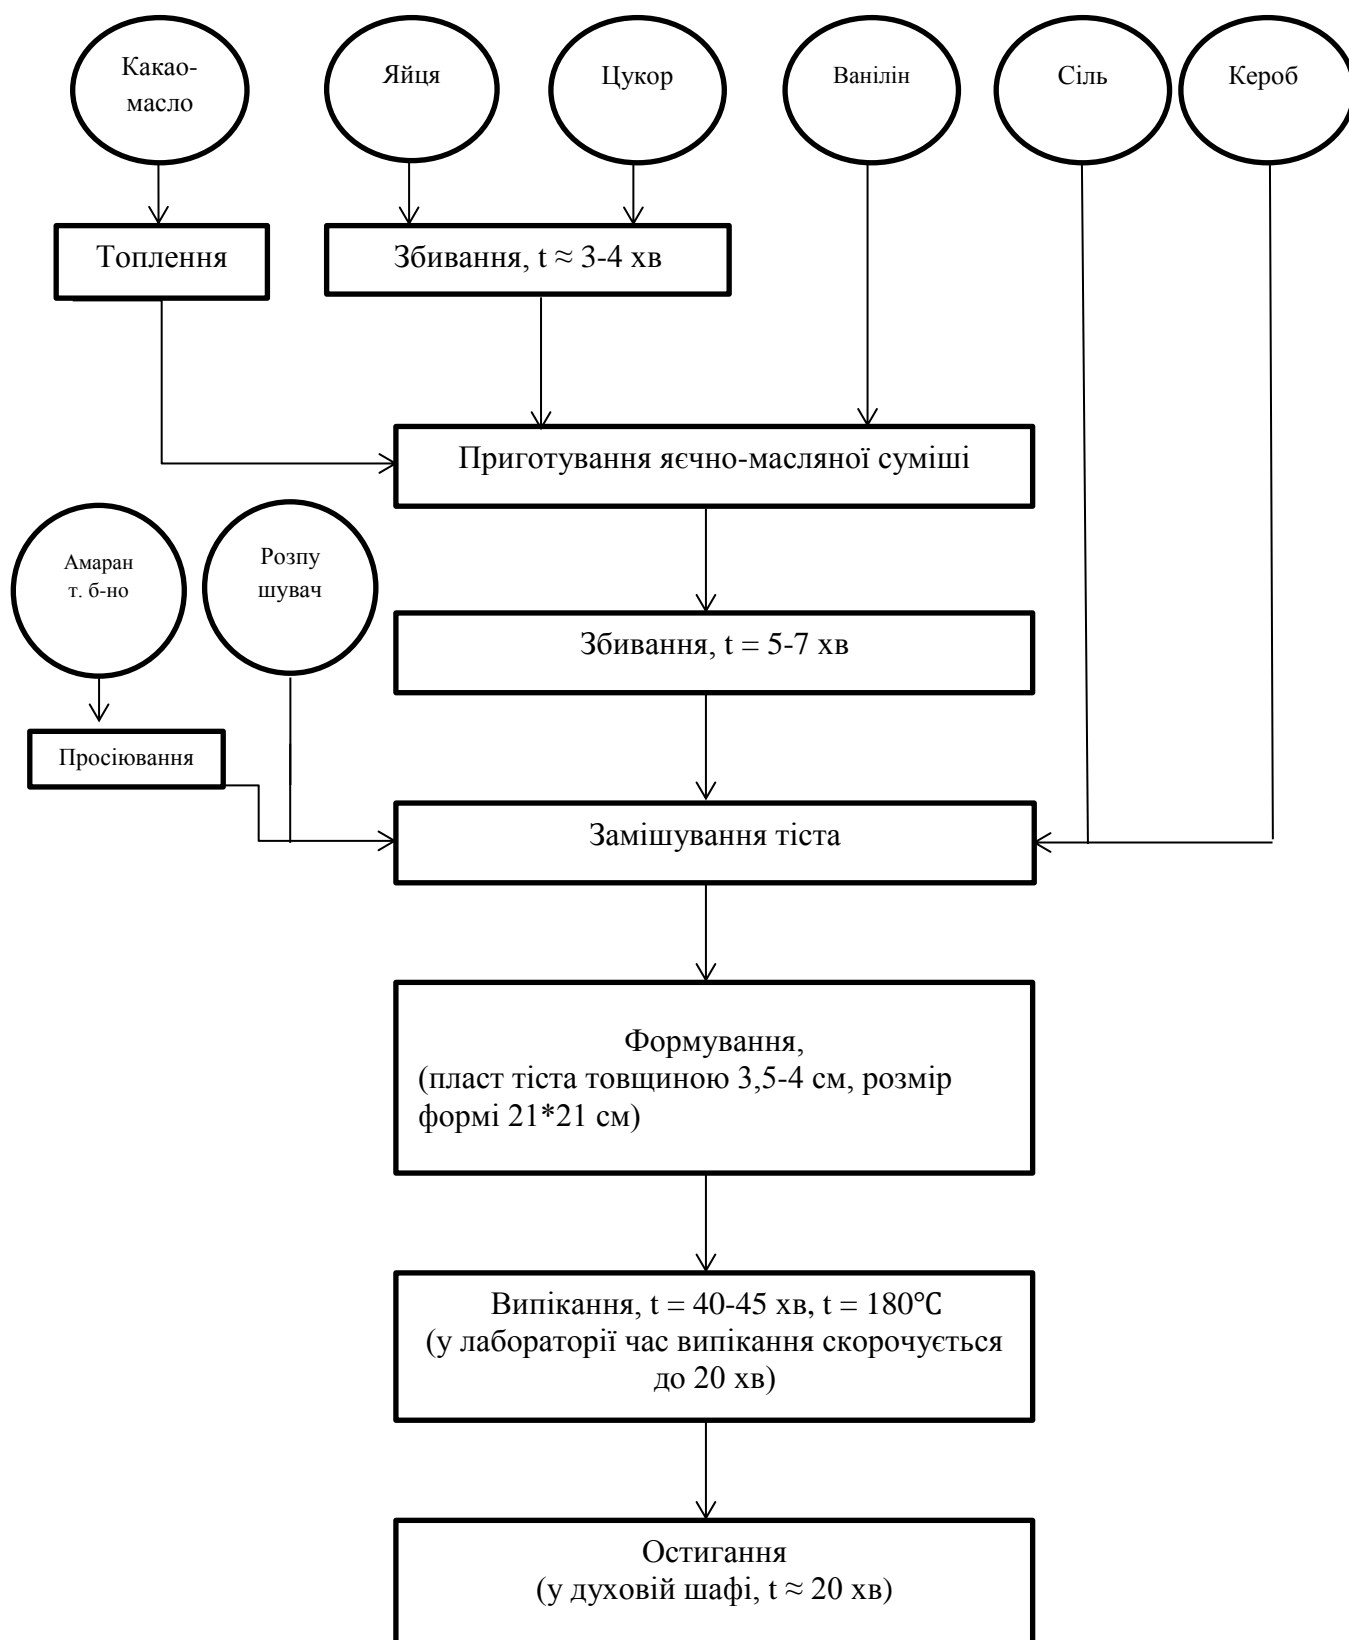 Какао-
масло
Яйця
Цукор
Ванілін
Сіль
Кероб
Топлення
Збивання, t ≈ 3-4 хв
Приготування яєчно-масляної суміші
Амаран
т. б-но
Розпу
шувач
Збивання, t = 5-7 хв
Просіювання
Замішування тіста
Формування,
(пласт тіста товщиною 3,5-4 см, розмір
формі 21*21 см)
Випікання, t = 40-45 хв, t = 180℃
(у лабораторії час випікання скорочується
до 20 хв)
Остигання
(у духовій шафі, t ≈ 20 хв)